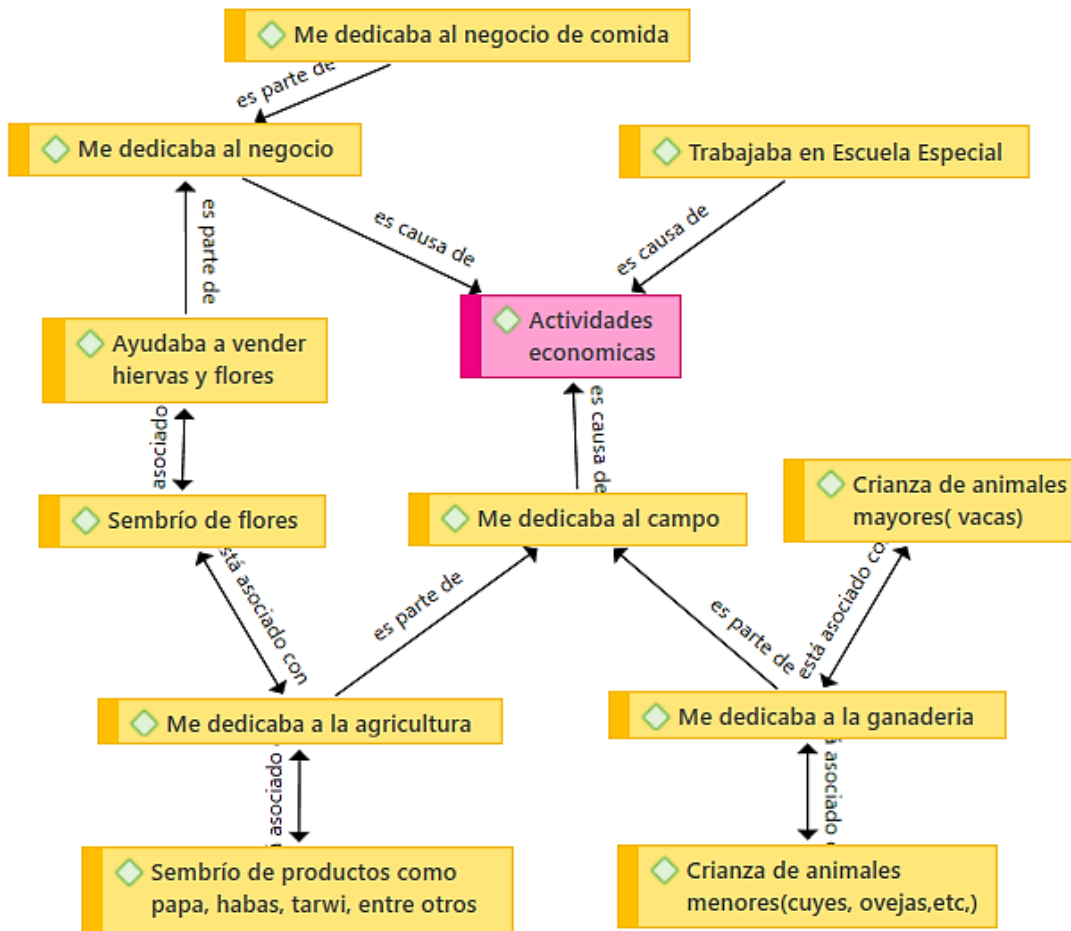 Me dedicaba al negocio de comida
es parte de
Me dedicaba al negocio
Trabajaba en Escuela Especial
es parte de
es causa de
es causa de
Actividades
economicas
Ayudaba a vender
hiervas y flores
es causa de
asociado
Crianza de animales
mayores( vacas)
Sembrío de flores
Me dedicaba al campo
stá asociado con
es parte de
es parte de
está asociado co
Me dedicaba a la agricultura
Me dedicaba a la ganaderia
asociado
á asociado
Sembrío de productos como
papa, habas, tarwi, entre otros
Crianza de animales
menores(cuyes, ovejas,etc,)